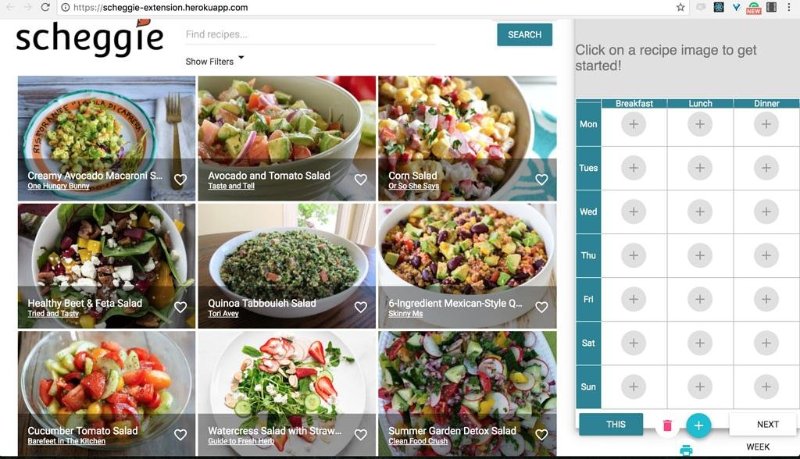 https://scheggie-extension.herokuapp.com
NEW
scheggie
Find recipes...
SEARCH
Show Filters
Click on a recipe image to get
started!
Creamy Avocado Macaroni S...
One Hungry Bunny
Avocado and Tomato Salad
Taste and Tell
Corn Salad
Or So She Says
Healthy Beet & Feta Salad
Tried and Tasty
Quinoa Tabbouleh Salad
Tori Avey
6-Ingredient Mexican-Style Q...
Skinny Ms
Cucumber Tomato Salad
Barefeet In The Kitchen
Watercress Salad with Straw...
Guide to Fresh Herb
Summer Garden Detox Salad
Clean Food Crush
Breakfast Lunch Dinner
Mon
Tues
Wed
Thu
Fri
Sat
Sun
THIS
NEXT
WEEK